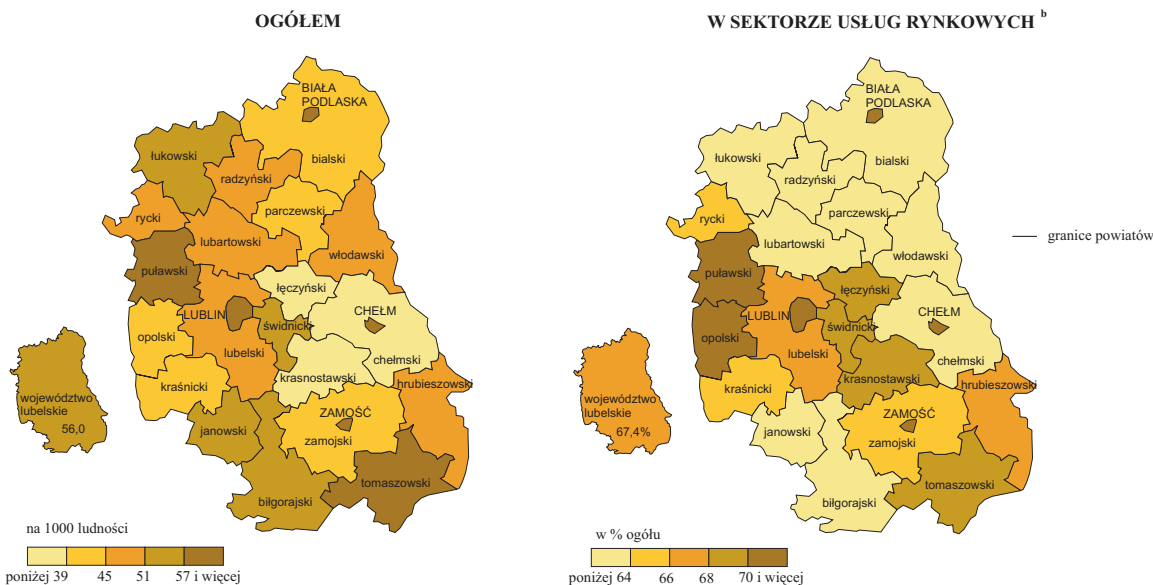 OGÓŁEM
BIAŁA
PODLASKA
łukowski
bialski
radzyński
parczewski
rycki
lubartowski
włodawski
puławski
łęczyński
LUBLIN
CHEŁM
opolski
świdnicki
lubelski
chełmski
krasnostawski
kraśnicki
hrubieszowski
ZAMOŚĆ
janowski
zamojski
tomaszowski
biłgorajski
województwo
lubelskie
56,0
na 1000 ludności
poniżej 39 45 51 57 i więcej
W SEKTORZE USŁUG RYNKOWYCH b
BIAŁA
PODLASKA
łukowski
bialski
radzyński
parczewski
rycki
lubartowski
włodawski
puławski
łęczyński
LUBLIN
CHEŁM
opolski
świdnicki
lubelski
chełmski
krasnostawski
kraśnicki
hrubieszowski
ZAMOŚĆ
janowski
zamojski
tomaszowski
biłgorajski
województwo
lubelskie
67,4%
w % ogółu
poniżej 64 66 68 70 i więcej
granice powiatów